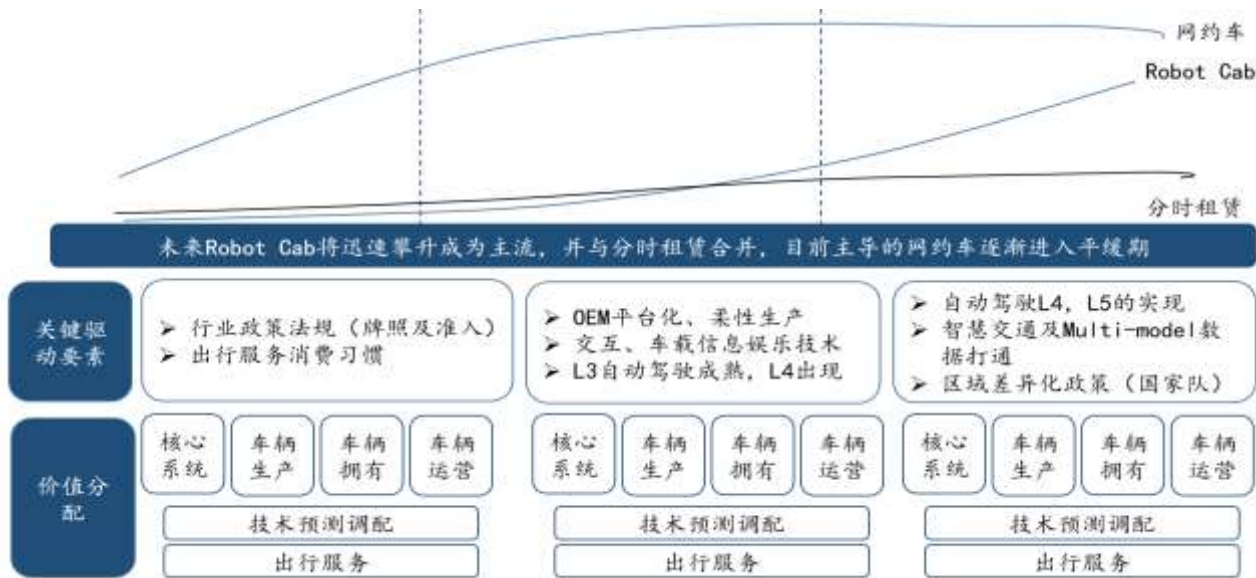 网约车
Robot Cab
分时租赁
未来Robot Cab将迅速攀升成为主流，并与分时租赁合并，目前主导的网约车逐渐进入平缓期
关键驱
动要素
➢ 行业政策法规（牌照及准入）
➢ 出行服务消费习惯
➢ OEM平台化、柔性生产
➢ 交互、车载信息娱乐技术
➢ L3自动驾驶成熟，L4出现
➢ 自动驾驶L4，L5的实现
➢ 智慧交通及Multi-model数
据打通
➢ 区域差异化政策（国家队）
价值分
配
核心
系统
车辆
生产
车辆
拥有
车辆
运营
技术预测调配
出行服务
核心
系统
车辆
生产
车辆
拥有
车辆
运营
技术预测调配
出行服务
核心
系统
车辆
生产
车辆
拥有
车辆
运营
技术预测调配
出行服务